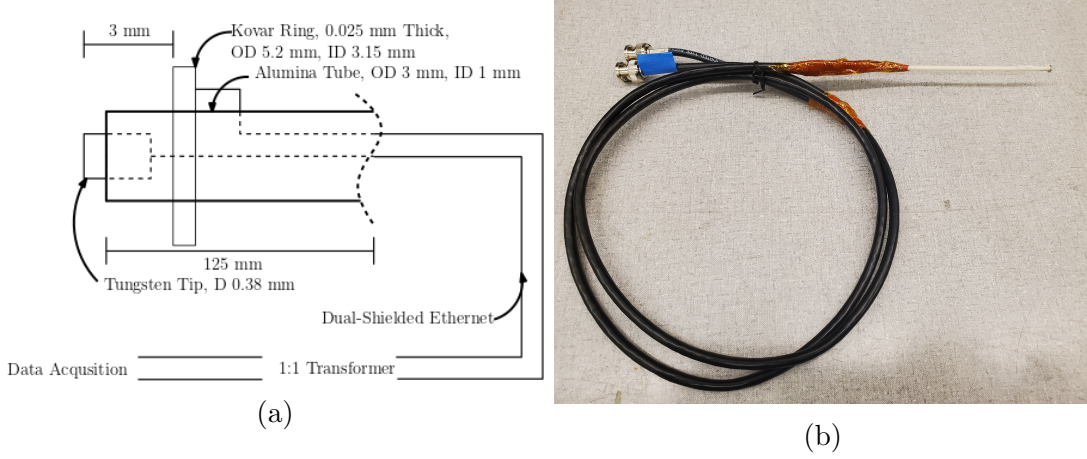 3 mm
Kovar Ring, 0.025 mm Thick,
OD 5.2 mm, ID 3.15 mm
Alumina Tube, OD 3 mm, ID 1 mm
125 mm
Tungsten Tip, D 0.38 mm
Dual-Shielded Ethernet
Data Acqusition
1:1 Transformer
(a)
(b)